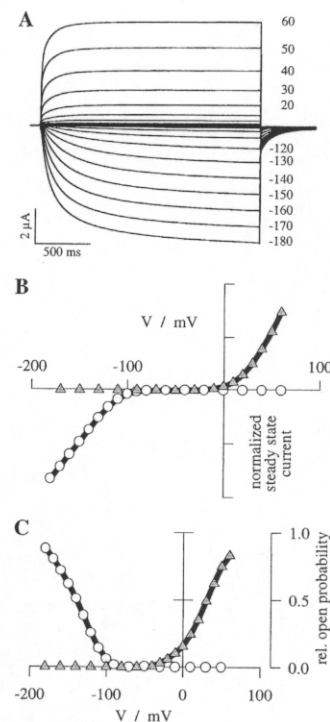 A
60
50
40
30
20
-120
-130
-140
-150
-160
-170
-180
2 µA
500 ms
B
V / mV
-200
-100
0
100
normalized
steady state
current
C
1.0
0.5
0.0
rel. open probability
-200
-100
0
100
V / mV